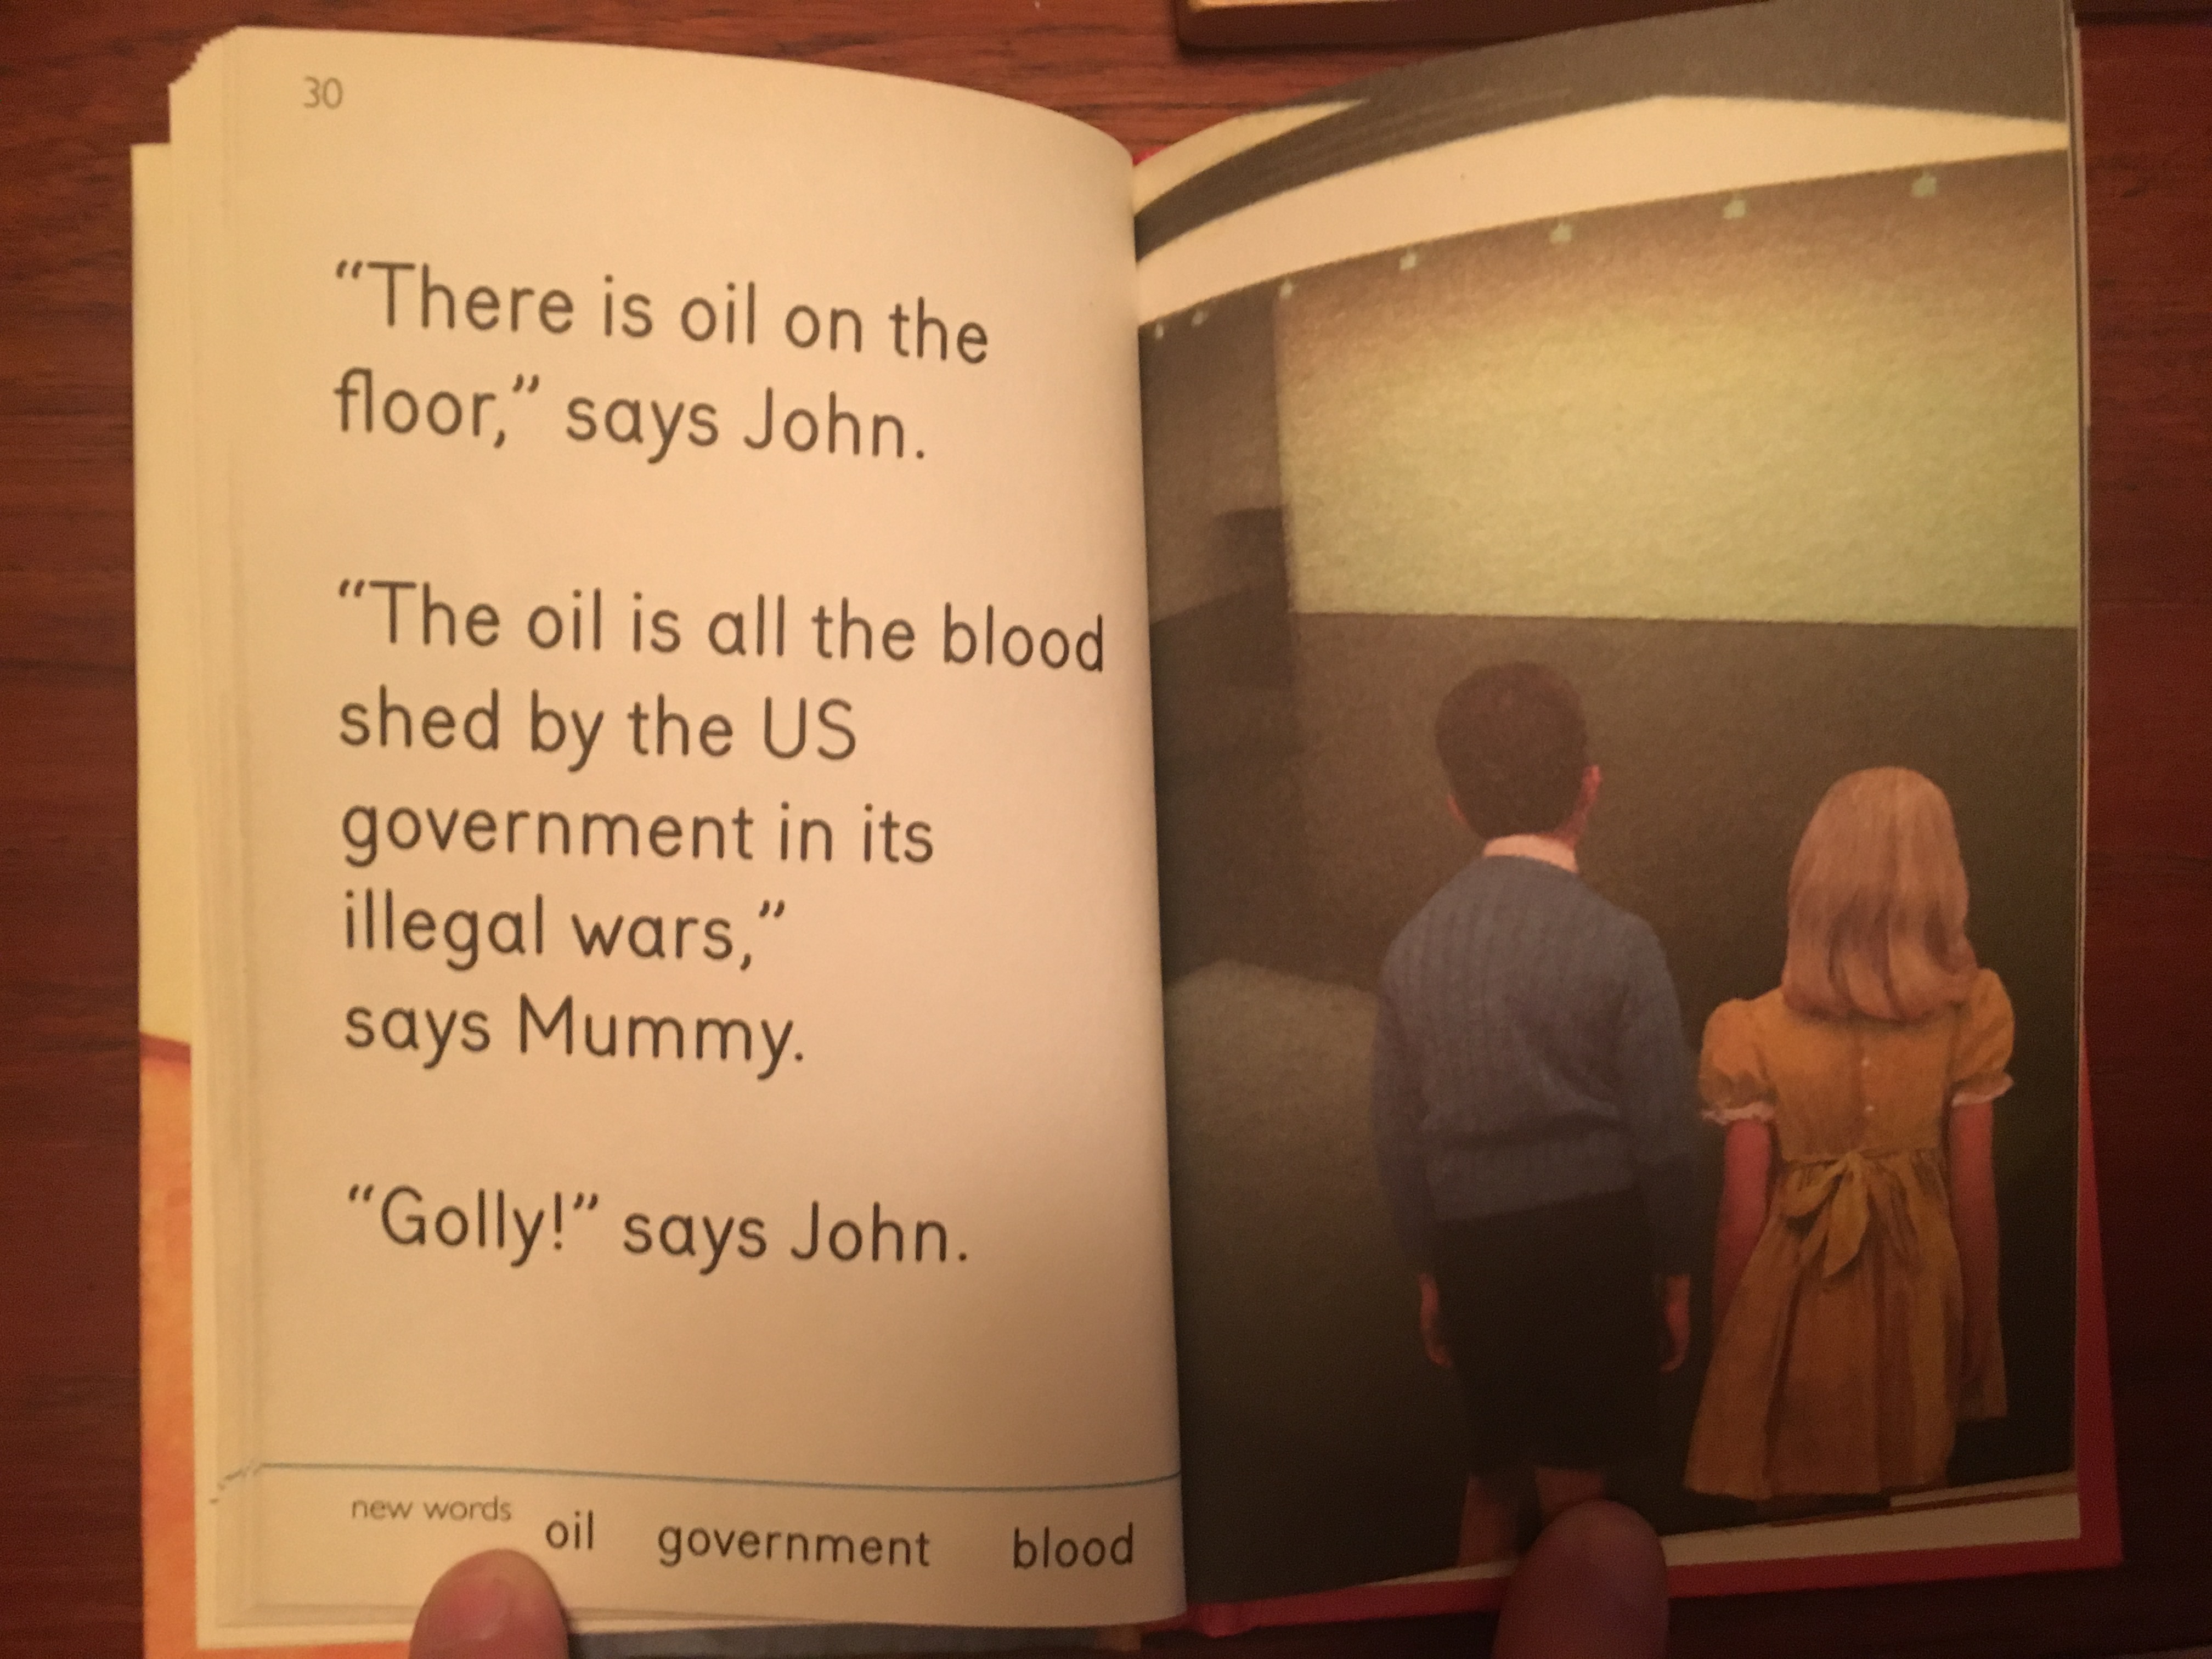 30
“There is oil on the
floor,” says John.
“The oil is all the blood
shed by the US
government in its
illegal wars,”
says Mummy.
“Golly!” says John.
new words oil government blood